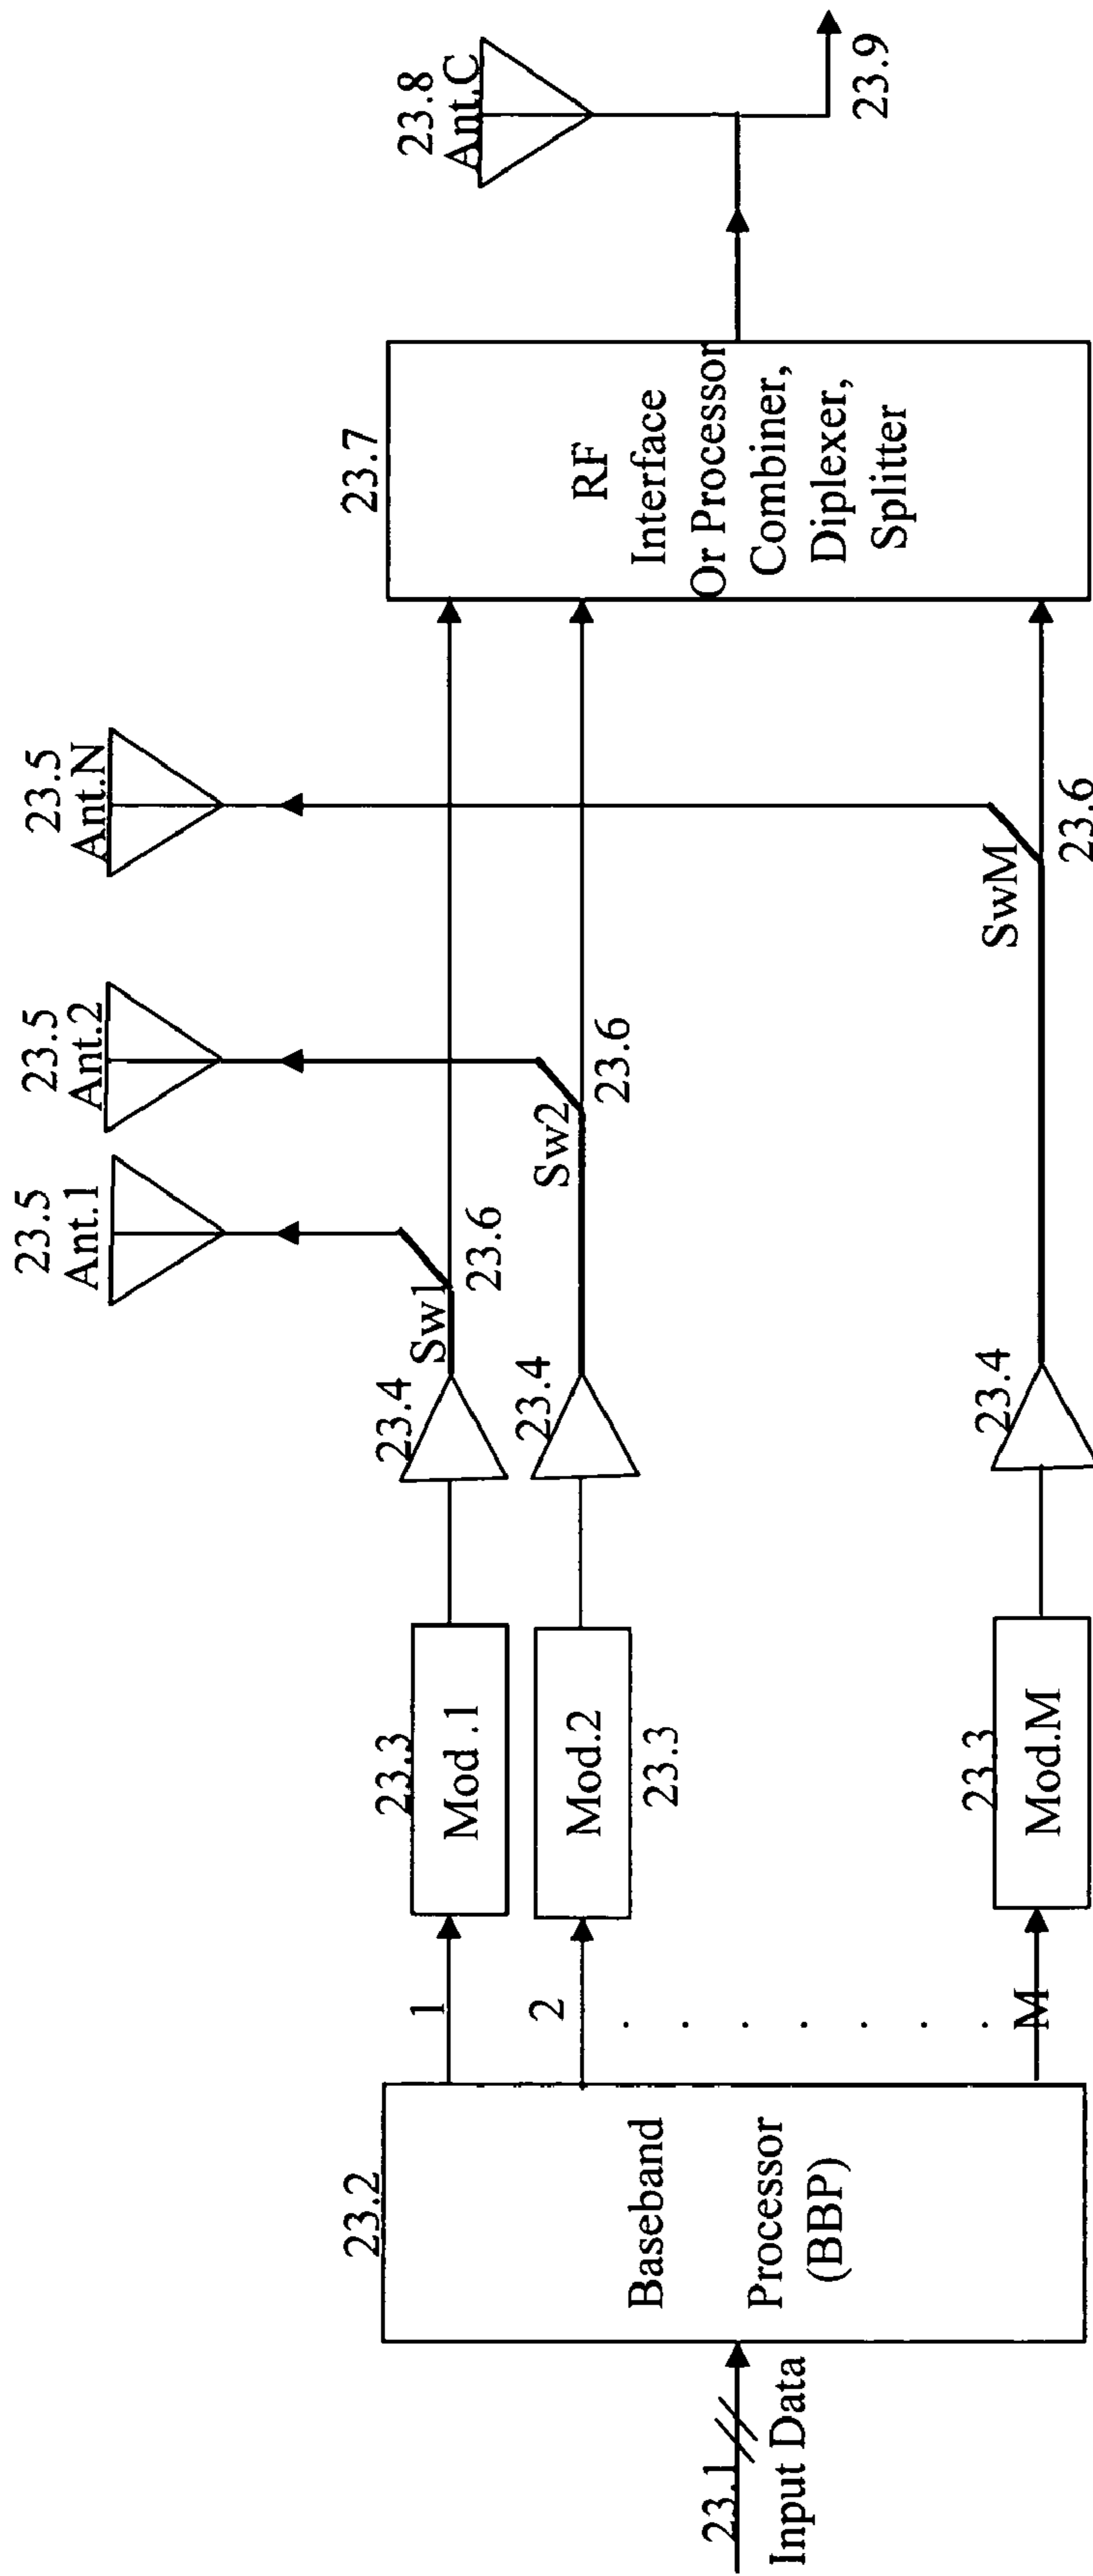 23.1
Input Data
23.2
Baseband
Processor
(BBP)
1
2
. . . . . . .
M
23.3
Mod .1
Mod.2
23.3
23.3
Mod.M
23.4
23.4
23.4
Sw1
23.6
Sw2
23.6
SwM
23.6
23.5
Ant.1
23.5
Ant.2
23.5
Ant.N
23.7
RF
Interface
Or Processor
Combiner,
Diplexer,
Splitter
23.8
Ant.C
23.9